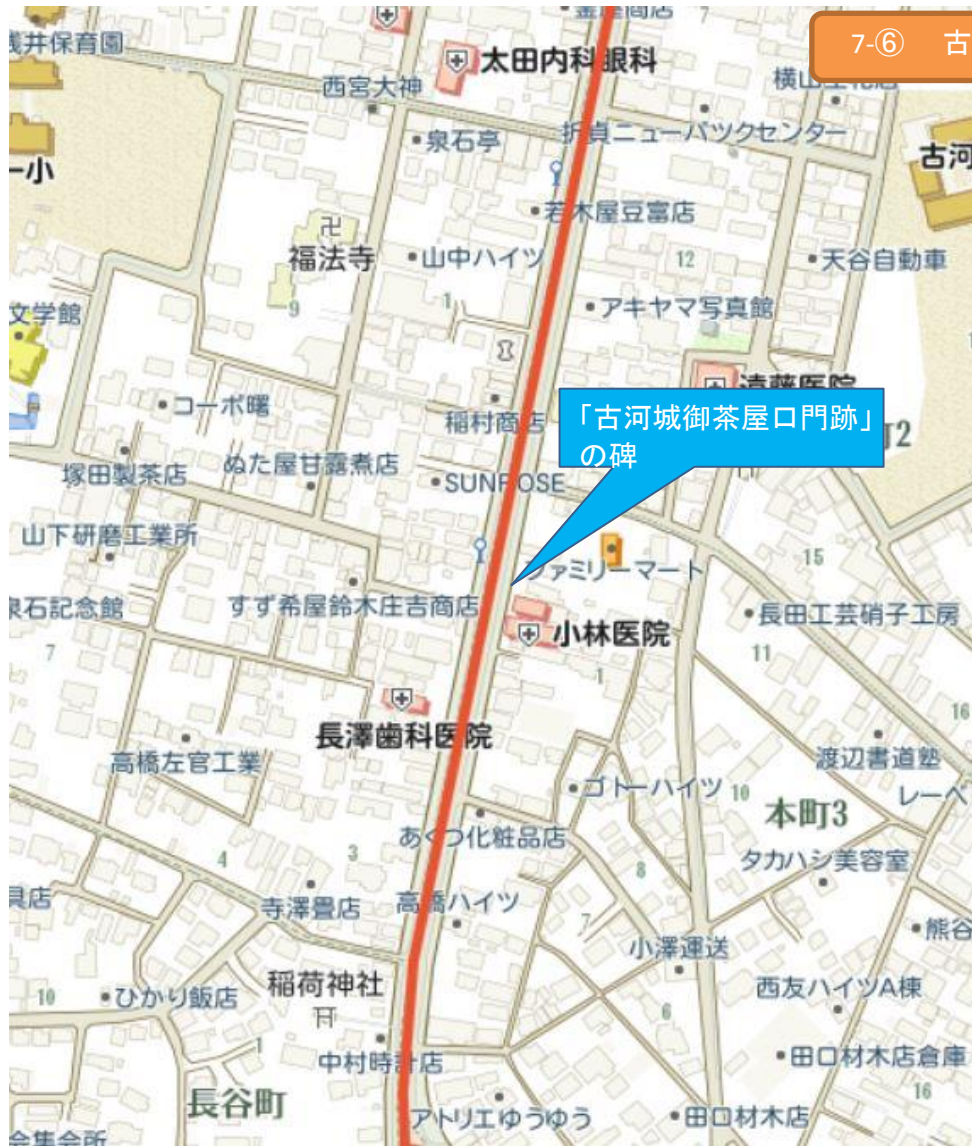 金屋商店
7
7-⑥ 古
浅井保育園
太田内科眼科
西宮大神
泉石亭
折貞ニューパックセンター
古河
一小
若木屋豆富店
福法寺
山中ハイツ
12
天谷自動車
9
1
アキヤマ写真館
文学館
遠藤医院
コーポ曙
稲村商店
「古河城御茶屋口門跡」
の碑
町2
塚田製茶店
ぬた屋甘露煮店
SUNROSE
山下研磨工業所
ファミリーマート
15
泉石記念館
すず希屋鈴木庄吉商店
小林医院
長田工芸硝子工房
7
11
1
16
長澤歯科医院
高橋左官工業
渡辺書道塾
ゴトーハイツ
10
本町3
レーベ
あくつ化粧品店
4
3
8
タカハシ美容室
具店
寺澤畳店
高橋ハイツ
7
小澤運送
熊谷
稲荷神社
西友ハイツA棟
10
ひかり飯店
6
1
中村時計店
田口材木店倉庫
長谷町
16
アトリエゆうゆう
田口材木店
会集会所